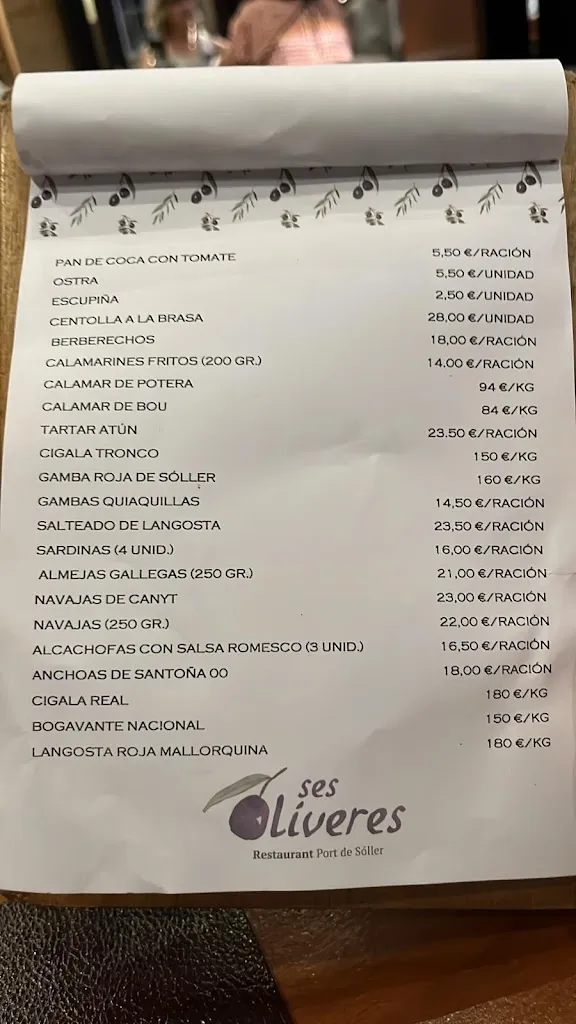 PAN DE COCA CON TOMATE 5,50 €/RACIÓN
OSTRA 5,50 €/UNIDAD
ESCUPIÑA 2,50 €/UNIDAD
CENTOLLA A LA BRASA 28,00 €/UNIDAD
BERBERECHOS 18,00 €/RACIÓN
CALAMARINES FRITOS (200 GR.) 14.00 €/RACIÓN
CALAMAR DE POTERA 94 €/KG
CALAMAR DE BOU 84 €/KG
TARTAR ATÚN 23.50 €/RACIÓN
CIGALA TRONCO 150 €/KG
GAMBA ROJA DE SÓLLER 160 €/KG
GAMBAS QUIAQUILLAS 14,50 €/RACIÓN
SALTEADO DE LANGOSTA 23,50 €/RACIÓN
SARDINAS (4 UNID.) 16,00 €/RACIÓN
ALMEJAS GALLEGAS (250 GR.) 21,00 €/RACIÓN
NAVAJAS DE CANYT 23,00 €/RACIÓN
NAVAJAS (250 GR.) 22,00 €/RACIÓN
ALCACHOFAS CON SALSA ROMESCO (3 UNID.) 16,50 €/RACIÓN
ANCHOAS DE SANTOÑA 00 18,00 €/RACIÓN
CIGALA REAL 180 €/KG
BOGAVANTE NACIONAL 150 €/KG
LANGOSTA ROJA MALLORQUINA 180 €/KG
ses
Oliveres
Restaurant Port de Sóller